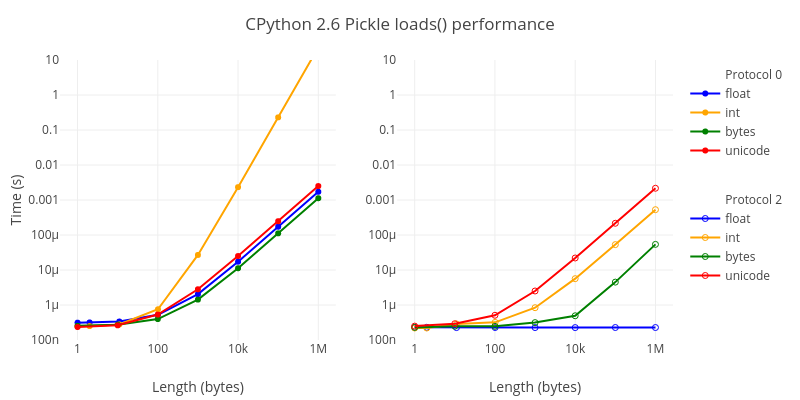 CPython 2.6 Pickle loads() performance
Time (s)
10
1
0.1
0.01
0.001
100μ
10μ
1μ
100n
1
100
10k
1M
Length (bytes)
10
1
0.1
0.01
0.001
100μ
10μ
1μ
100n
1
100
10k
1M
Length (bytes)
Protocol 0
float
int
bytes
unicode
Protocol 2
float
int
bytes
unicode